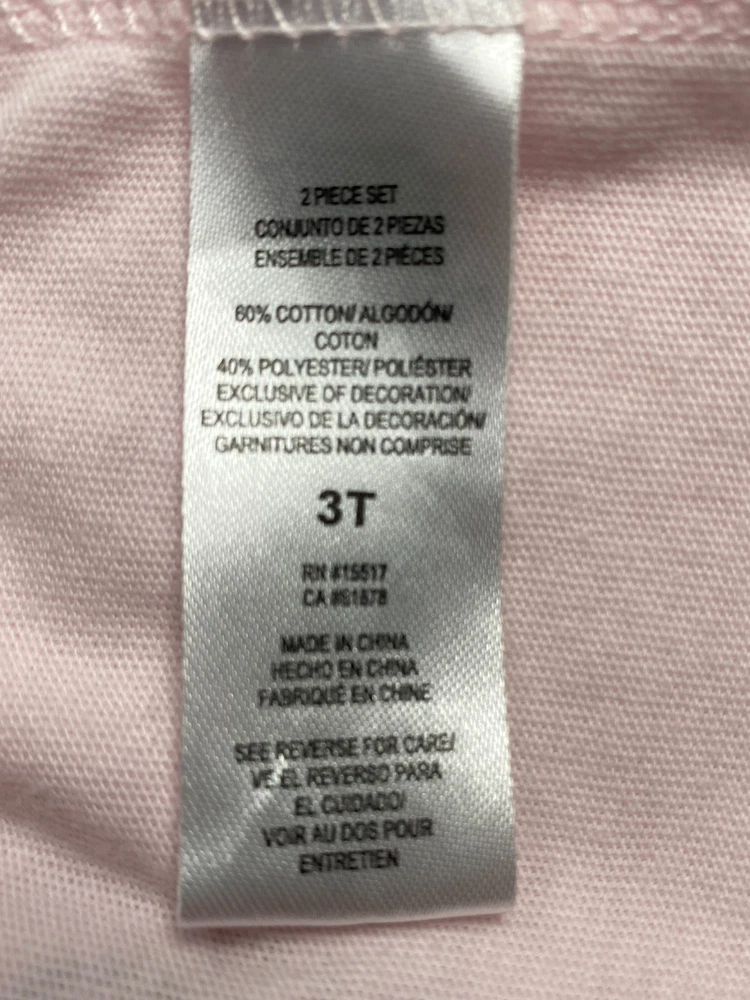 2 PIECE SET
CONJUNTO DE 2 PIEZAS
ENSEMBLE DE 2 PIÉCES
60% COTTON/ ALGODÓN/
COTON
40% POLYESTER/ POLIÉSTER
EXCLUSIVE OF DECORATION/
EXCLUSIVO DE LA DECORACIÓN/
GARNITURES NON COMPRISE
3T
RN #15517
CA #61878
MADE IN CHINA
HECHO EN CHINA
FABRIQUÉ EN CHINE
SEE REVERSE FOR CARE/
VE EL REVERSO PARA
EL CUIDADO/
VOIR AU DOS POUR
ENTRETIEN